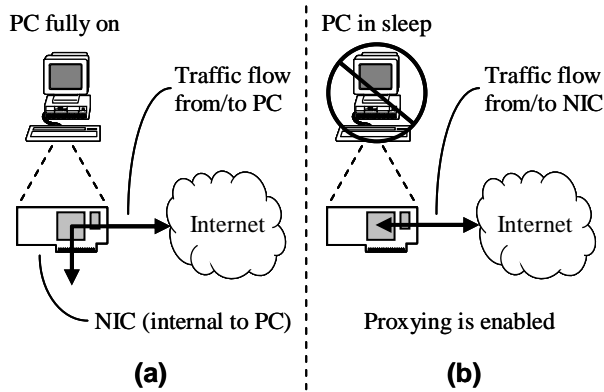 PC fully on
Traffic flow
from/to PC
Internet
NIC (internal to PC)
(a)
PC in sleep
Traffic flow
from/to NIC
Internet
Proxying is enabled
(b)